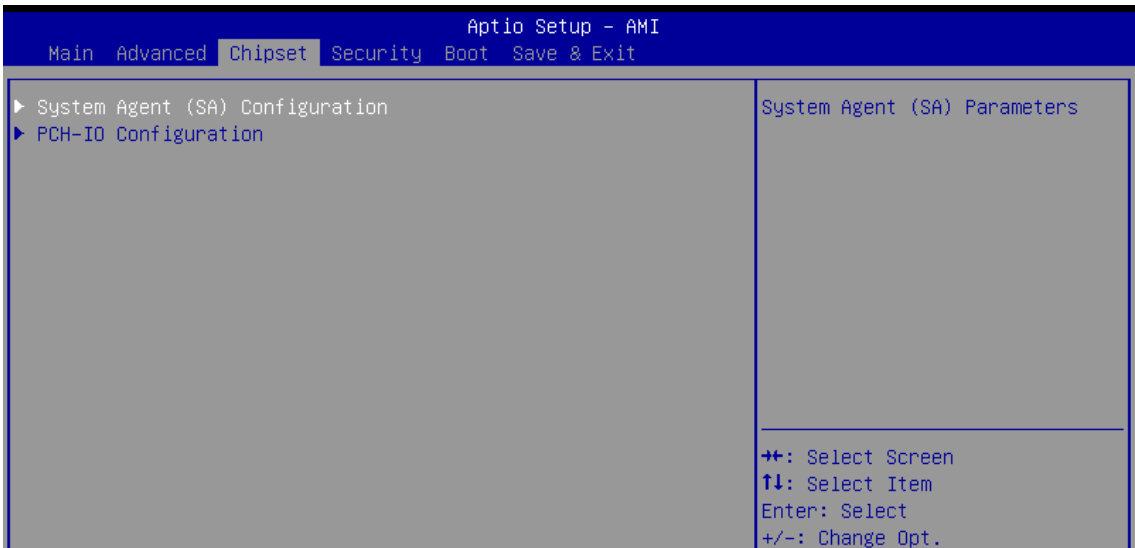 Aptio Setup – AMI
Main Advanced Chipset Security Boot Save & Exit
▶ System Agent (SA) Configuration
▶ PCH-IO Configuration
System Agent (SA) Parameters
→←: Select Screen
↑↓: Select Item
Enter: Select
+/-: Change Opt.